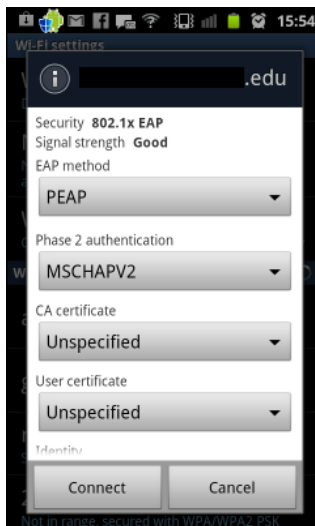 15:54
Wi-Fi settings
.edu
Security 802.1x EAP
Signal strength Good
EAP method
PEAP
Phase 2 authentication
MSCHAPV2
CA certificate
Unspecified
User certificate
Unspecified
Identity
Connect Cancel
Not in range, secured with WPA/WPA2 PSK